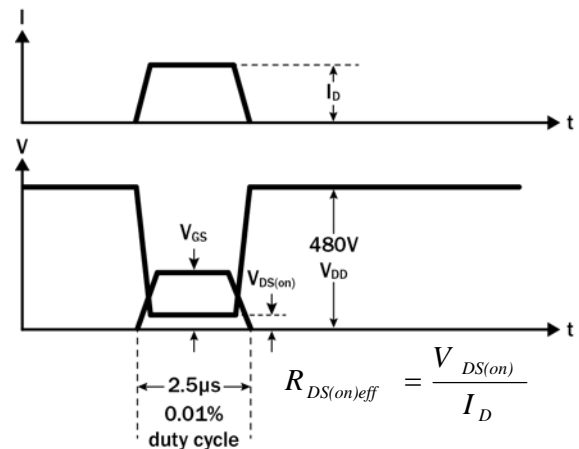 I
I_D
t
V
V_GS
V_DS(on)
480V
V_DD
t
2.5µs
0.01%
duty cycle
R_DS(on)eff = V_DS(on) / I_D